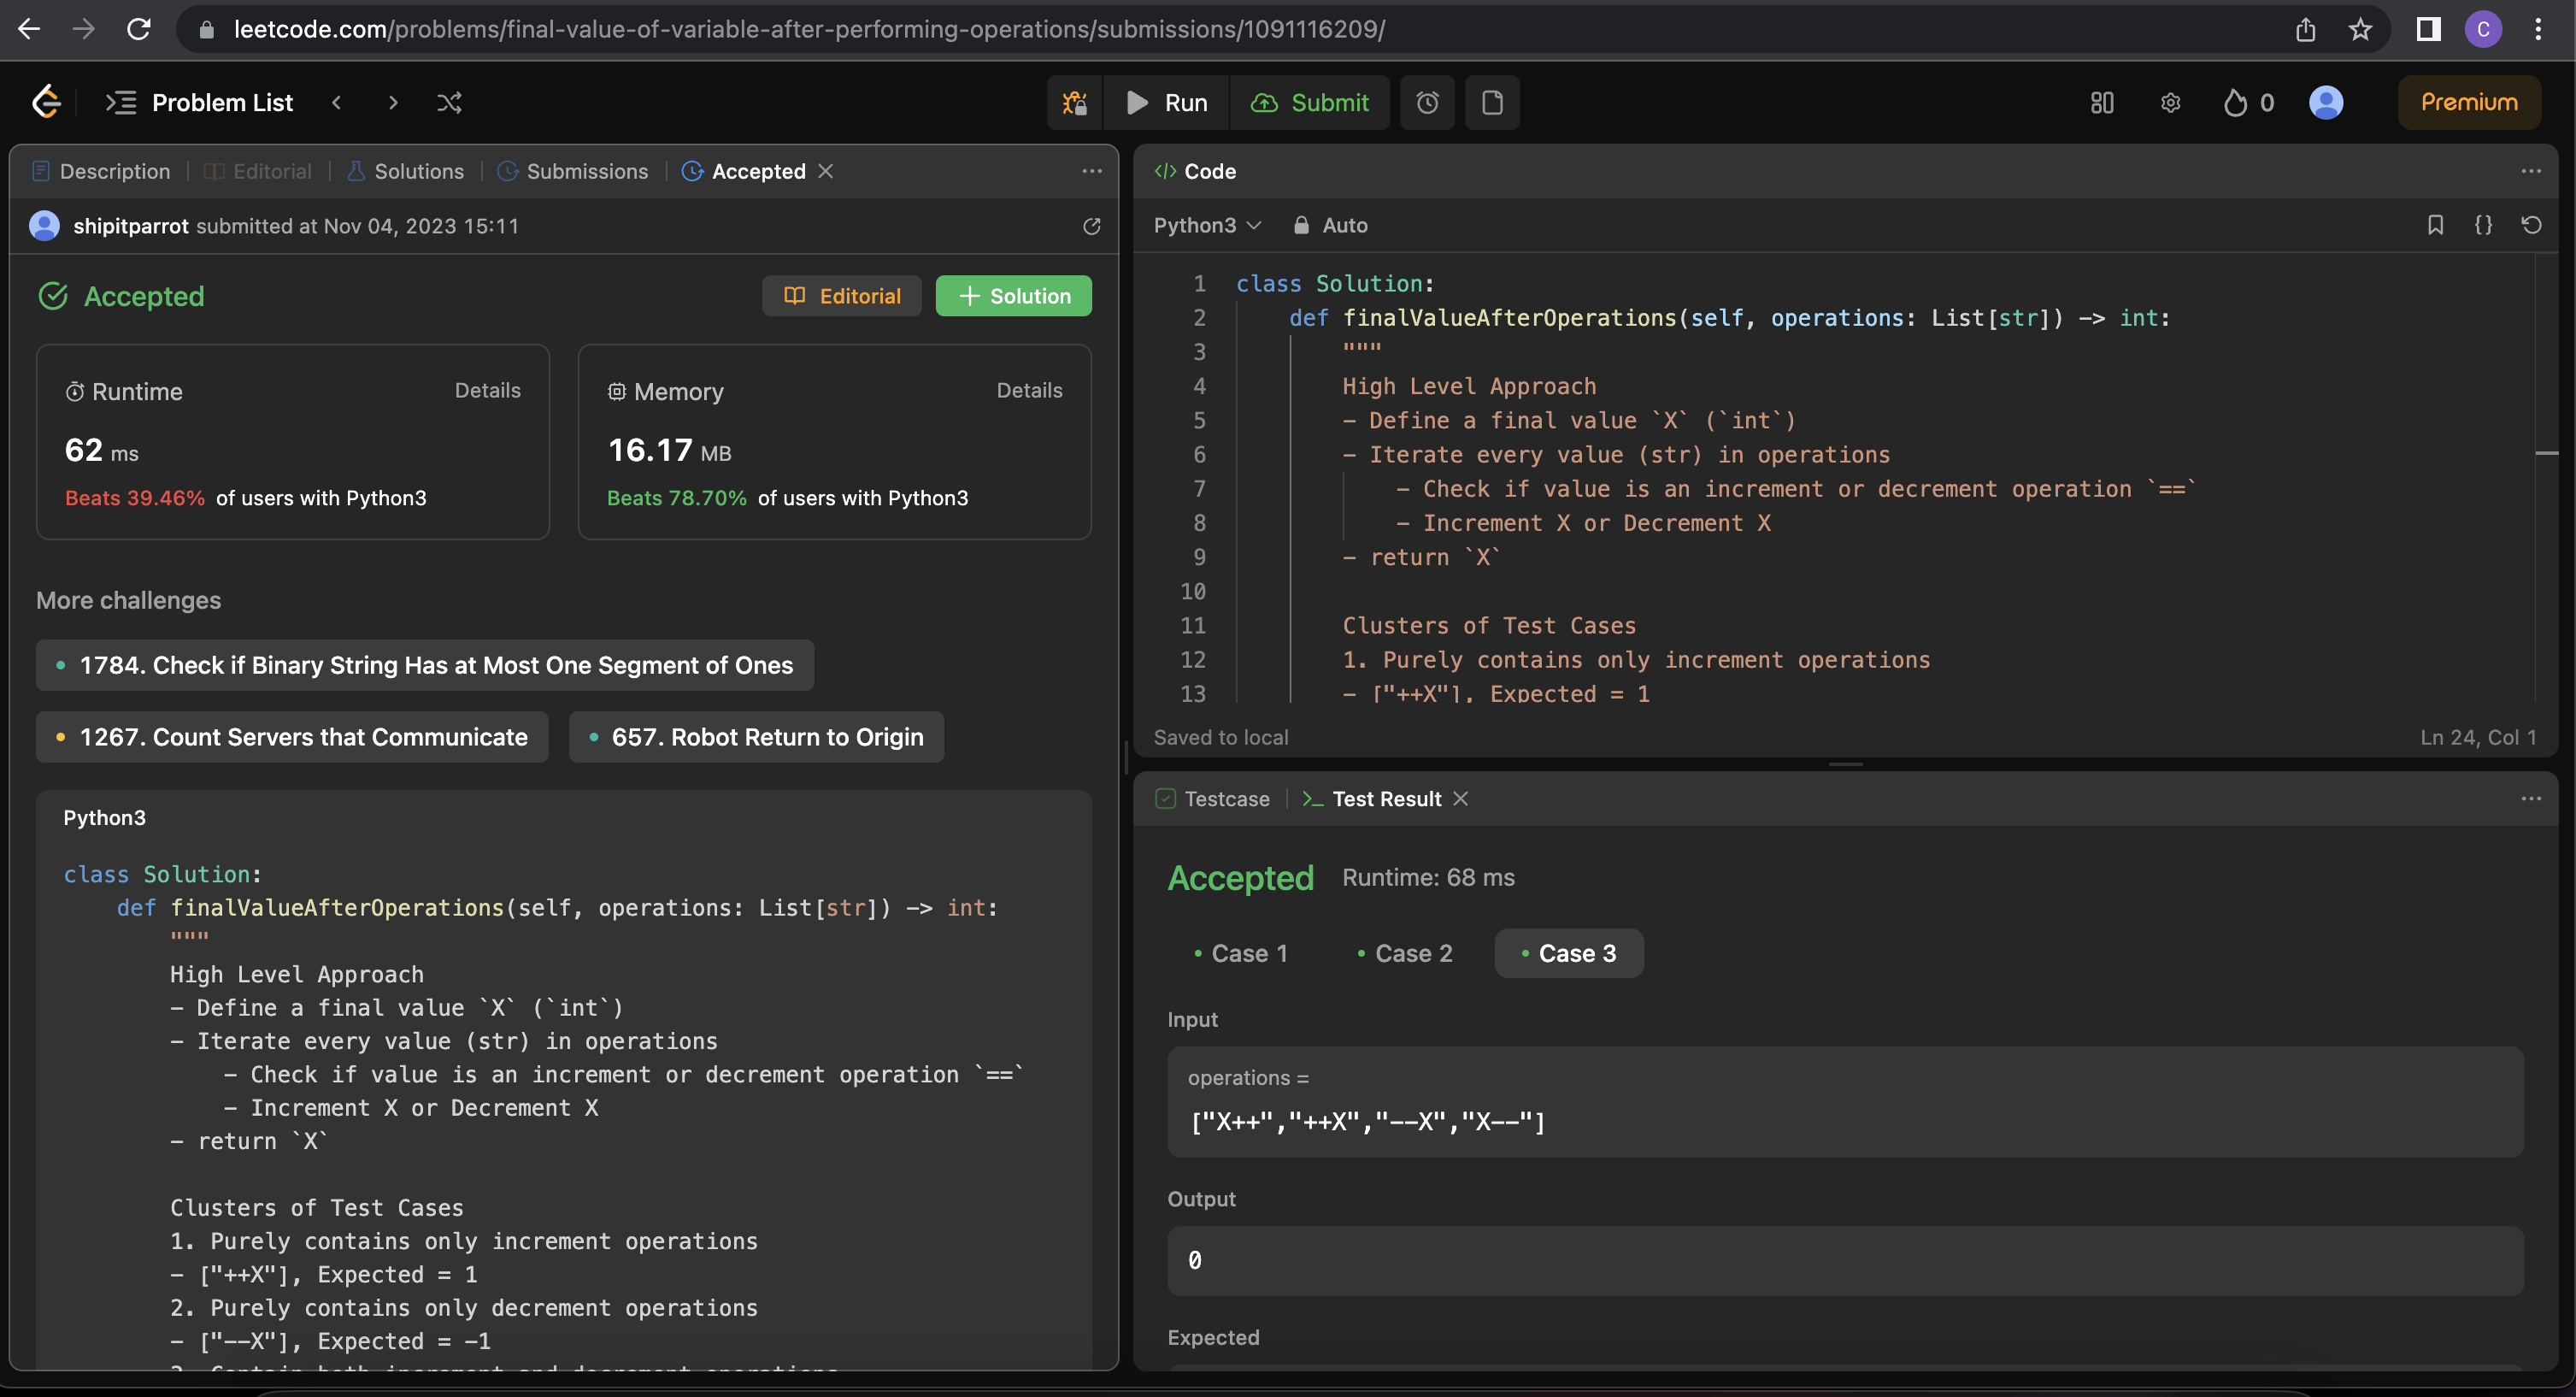 leetcode.com/problems/final-value-of-variable-after-performing-operations/submissions/1091116209/
C
Problem List
Run
Submit
0
Premium
Description
Editorial
Solutions
Submissions
Accepted
shipitparrot submitted at Nov 04, 2023 15:11
Accepted
Editorial
Solution
Runtime
Details
62 ms
Beats 39.46% of users with Python3
Memory
Details
16.17 MB
Beats 78.70% of users with Python3
More challenges
1784. Check if Binary String Has at Most One Segment of Ones
1267. Count Servers that Communicate
657. Robot Return to Origin
Python3
class Solution:
def finalValueAfterOperations(self, operations: List[str]) -> int:
"""
High Level Approach
- Define a final value `X` (`int`)
- Iterate every value (str) in operations
- Check if value is an increment or decrement operation `==`
- Increment X or Decrement X
- return `X`
Clusters of Test Cases
1. Purely contains only increment operations
- ["++X"], Expected = 1
2. Purely contains only decrement operations
- ["--X"], Expected = -1
Code
Python3
Auto
{}
1 class Solution:
2 def finalValueAfterOperations(self, operations: List[str]) -> int:
3 """
4 High Level Approach
5 - Define a final value `X` (`int`)
6 - Iterate every value (str) in operations
7 - Check if value is an increment or decrement operation `==`
8 - Increment X or Decrement X
9 - return `X`
10
11 Clusters of Test Cases
12 1. Purely contains only increment operations
13 - ["++X"], Expected = 1
Saved to local
Ln 24, Col 1
Testcase
Test Result
Accepted
Runtime: 68 ms
Case 1
Case 2
Case 3
Input
operations =
["X++","++X","--X","X--"]
Output
0
Expected